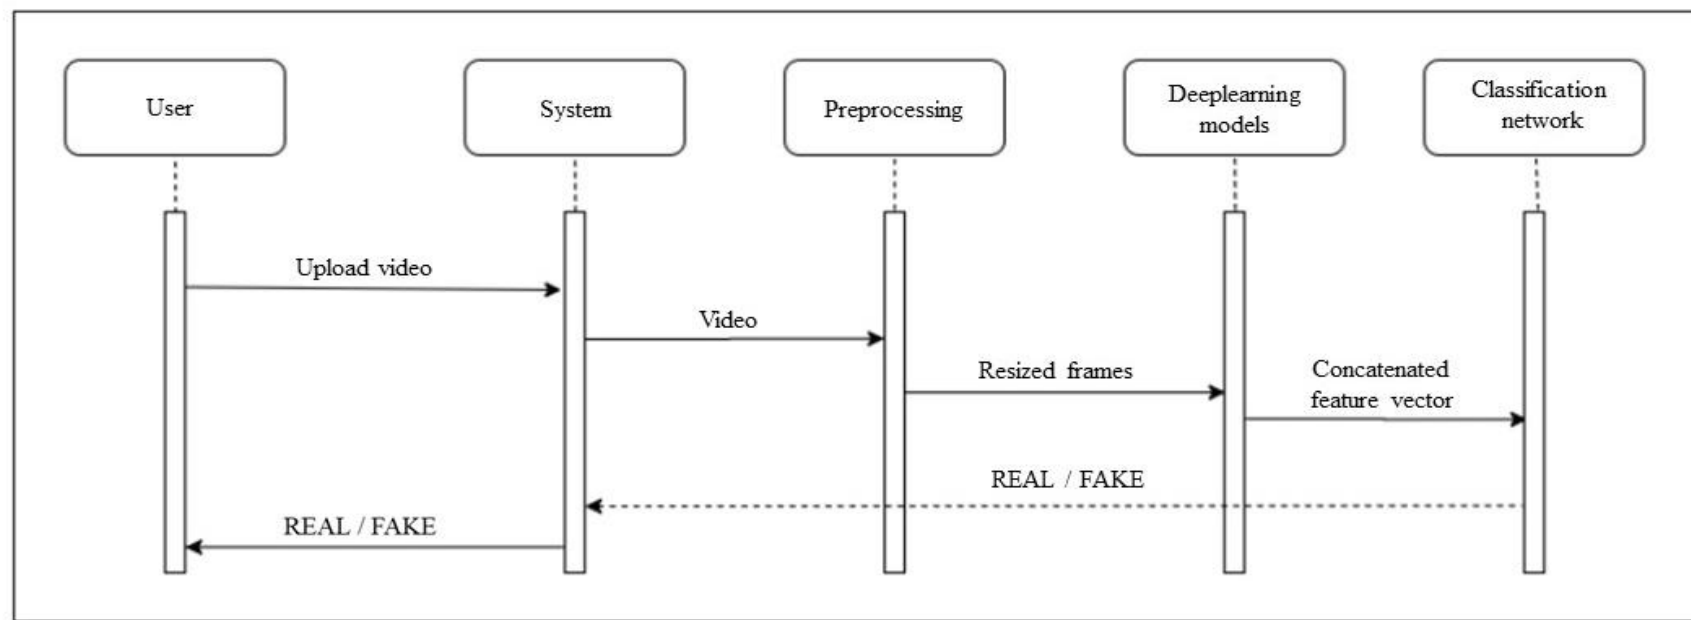 User
System
Preprocessing
Deeplearning
models
Classification
network
Upload video
Video
Resized frames
Concatenated
feature vector
REAL / FAKE
REAL / FAKE